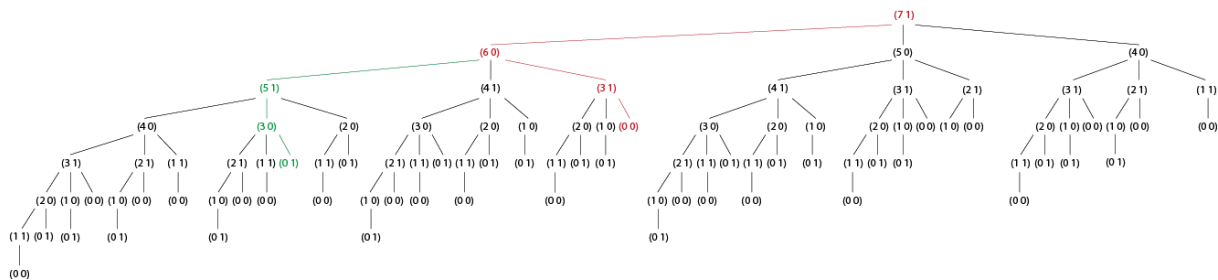 (7 1)
(6 0) (5 0) (4 0)
(5 1) (4 1) (3 1) (4 1) (3 1) (2 1) (3 1) (2 1) (1 1)
(4 0) (3 0) (2 0) (3 0) (2 0) (1 0) (2 0) (1 0) (0 0) (3 0) (2 0) (1 0) (2 0) (1 0) (0 0) (1 0) (0 0) (2 0) (1 0) (0 0) (1 0) (0 0) (0 0)
(3 1) (2 1) (1 1) (2 1) (1 1) (0 1) (1 1) (0 1) (2 1) (1 1) (0 1) (1 1) (0 1) (0 1) (1 1) (0 1) (0 1) (2 1) (1 1) (0 1) (1 1) (0 1) (0 1) (1 1) (0 1) (0 1) (1 1) (0 1) (0 1) (0 1)
(2 0) (1 0) (0 0) (1 0) (0 0) (0 0) (1 0) (0 0) (0 0) (0 0) (1 0) (0 0) (0 0) (0 0) (0 0) (1 0) (0 0) (0 0) (0 0) (0 0) (0 0)
(1 1) (0 1) (0 1) (0 1) (0 1) (0 1) (0 1)
(0 0)